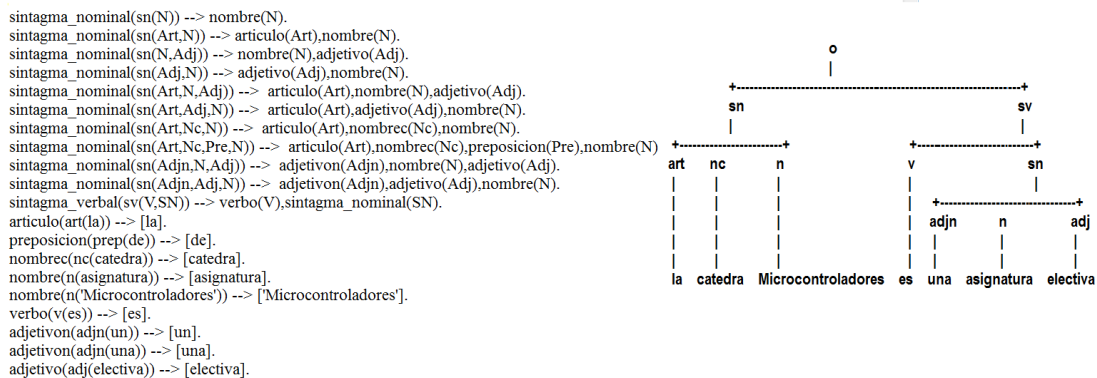 sintagma_nominal(sn(N)) --> nombre(N).
sintagma_nominal(sn(Art,N)) --> articulo(Art),nombre(N).
sintagma_nominal(sn(N,Adj)) --> nombre(N),adjetivo(Adj).
sintagma_nominal(sn(Adj,N)) --> adjetivo(Adj),nombre(N).
sintagma_nominal(sn(Art,N,Adj)) --> articulo(Art),nombre(N),adjetivo(Adj).
sintagma_nominal(sn(Art,Adj,N)) --> articulo(Art),adjetivo(Adj),nombre(N).
sintagma_nominal(sn(Art,Nc,N)) --> articulo(Art),nombrec(Nc),nombre(N).
sintagma_nominal(sn(Art,Nc,Pre,N)) --> articulo(Art),nombrec(Nc),preposicion(Pre),nombre(N)
sintagma_nominal(sn(Adjn,N,Adj)) --> adjetivon(Adjn),nombre(N),adjetivo(Adj).
sintagma_nominal(sn(Adjn,Adj,N)) --> adjetivon(Adjn),adjetivo(Adj),nombre(N).
sintagma_verbal(sv(V,SN)) --> verbo(V),sintagma_nominal(SN).
articulo(art(la)) --> [la].
preposicion(prep(de)) --> [de].
nombrec(nc(catedra)) --> [catedra].
nombre(n(asignatura)) --> [asignatura].
nombre(n('Microcontroladores')) --> ['Microcontroladores'].
verbo(v(es)) --> [es].
adjetivon(adjn(un)) --> [un].
adjetivon(adjn(una)) --> [una].
adjetivo(adj(electiva)) --> [electiva].
o
sn sv
art nc n v sn
adjn n adj
la catedra Microcontroladores es una asignatura electiva